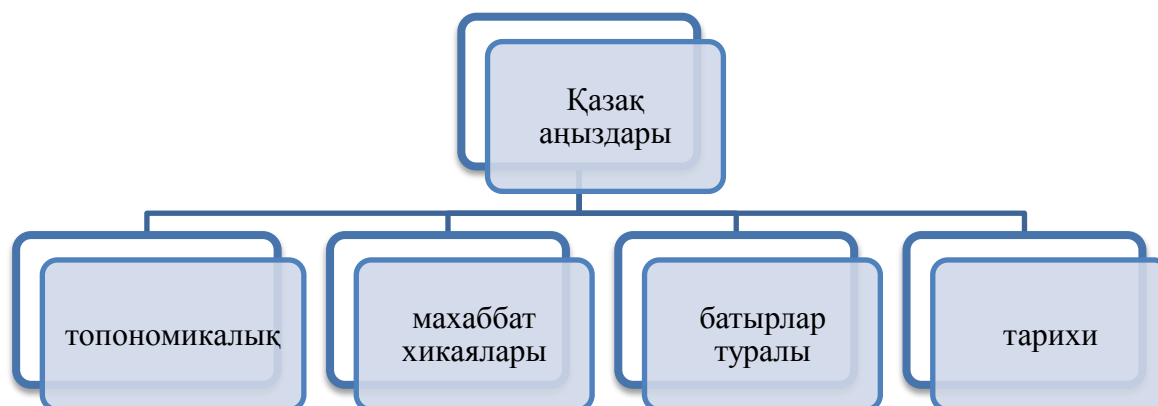 Қазақ
аңыздары
топономикалық
махаббат
хикаялары
батырлар
туралы
тарихи